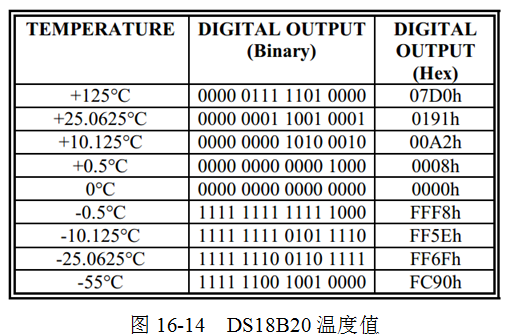 TEMPERATURE DIGITAL OUTPUT (Binary) DIGITAL OUTPUT (Hex)
+125°C 0000 0111 1101 0000 07D0h
+25.0625°C 0000 0001 1001 0001 0191h
+10.125°C 0000 0000 1010 0010 00A2h
+0.5°C 0000 0000 0000 1000 0008h
0°C 0000 0000 0000 0000 0000h
-0.5°C 1111 1111 1111 1000 FFF8h
-10.125°C 1111 1111 0101 1110 FF5Eh
-25.0625°C 1111 1110 0110 1111 FF6Fh
-55°C 1111 1100 1001 0000 FC90h
图 16-14 DS18B20 温度值